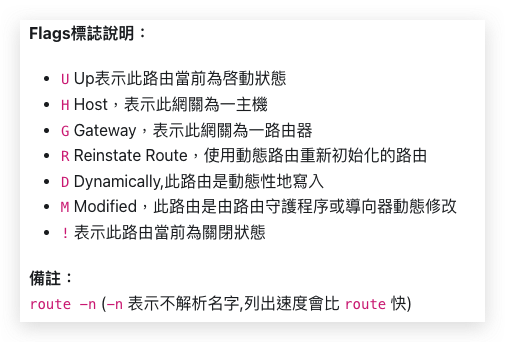 Flags標誌說明：
• U Up表示此路由當前為啓動狀態
• H Host，表示此網關為一主機
• G Gateway，表示此網關為一路由器
• R Reinstate Route，使用動態路由重新初始化的路由
• D Dynamically,此路由是動態性地寫入
• M Modified，此路由是由路由守護程序或導向器動態修改
• ! 表示此路由當前為關閉狀態
備註：
route -n (-n 表示不解析名字,列出速度會比 route 快)